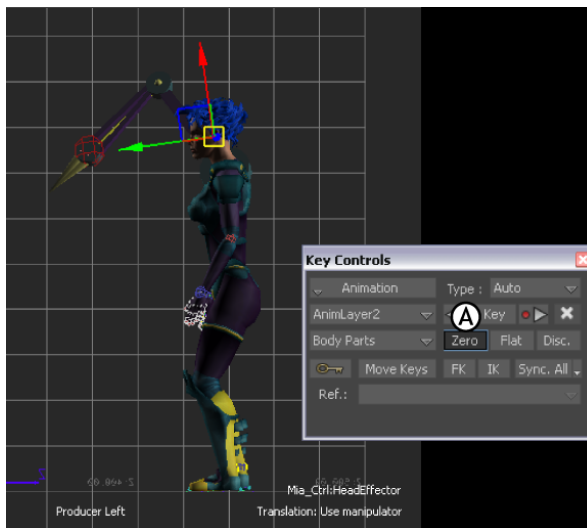 Key Controls
Animation
Type :
Auto
AnimLayer2
A
Key
Body Parts
Zero
Flat
Disc.
Move Keys
FK
IK
Sync. All
Ref.:
Mia_Ctrl:HeadEffector
Producer Left
Translation: Use manipulator